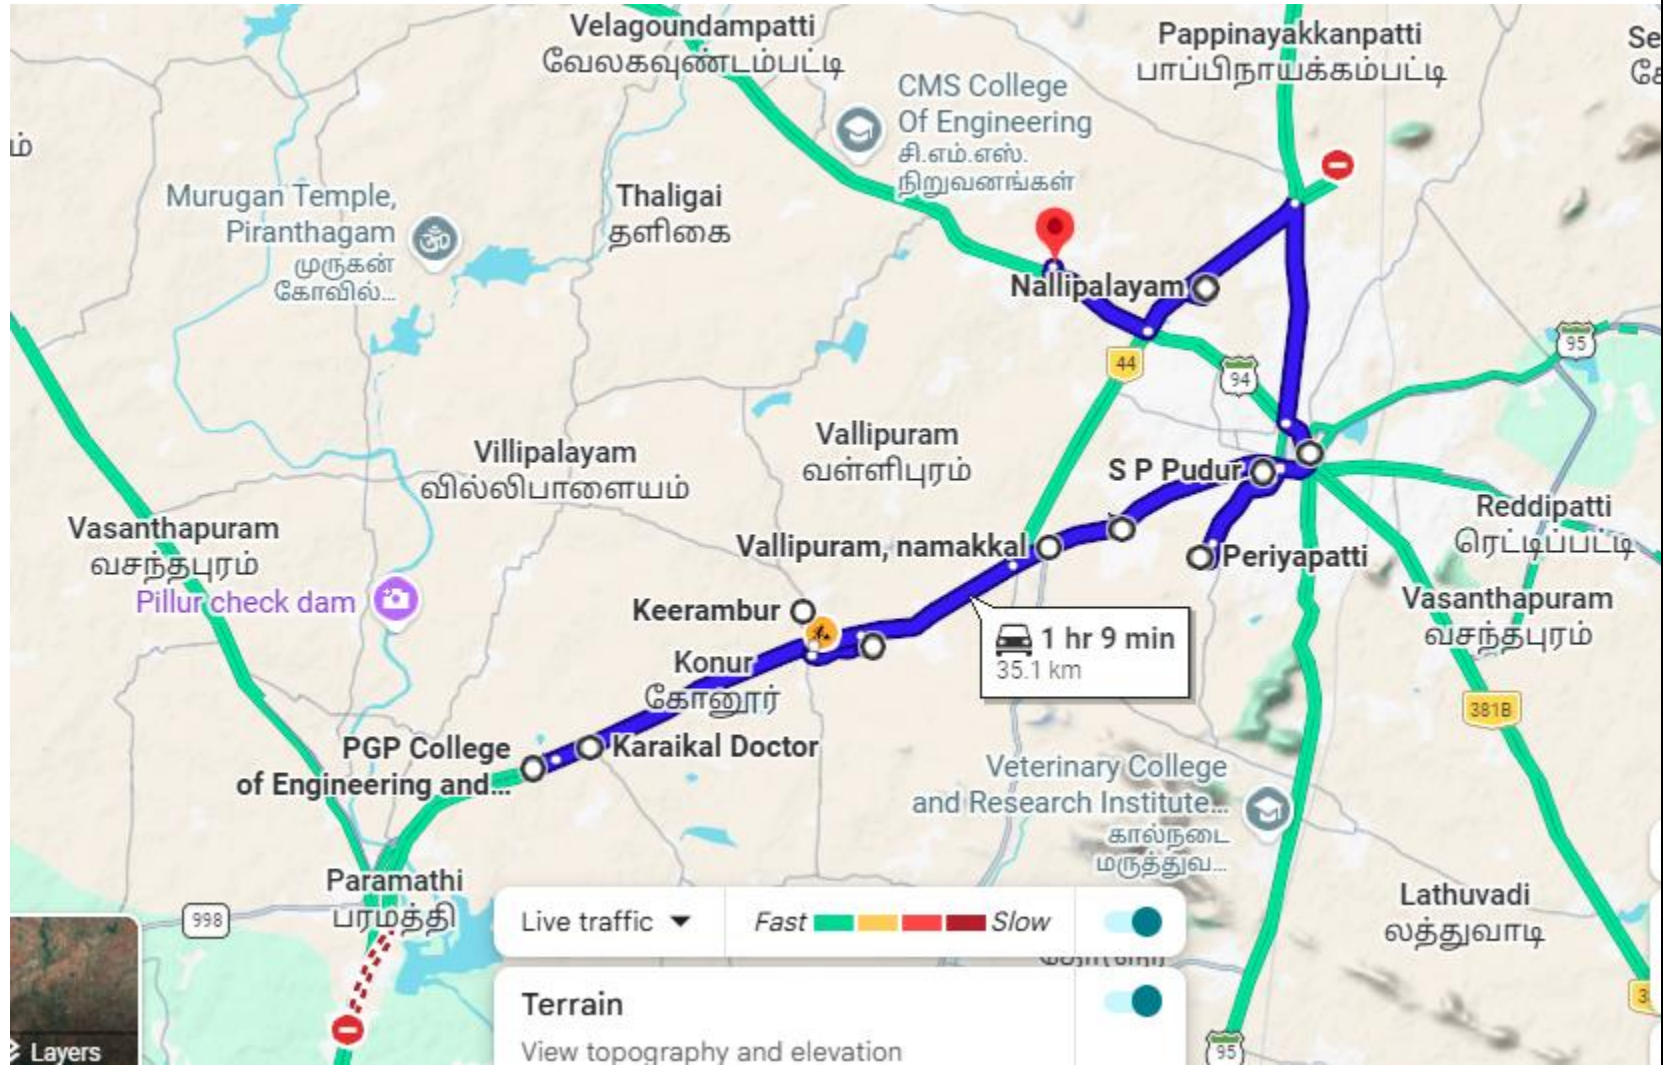 Velagoundampatti
வேலகவுண்டம்பட்டி
Pappinayakkanpatti
பாப்பிநாயக்கம்பட்டி
Se
CMS College
Of Engineering
சி.எம்.எஸ்.
நிறுவனங்கள்
ம்
Murugan Temple,
Piranthagam
முருகன்
கோவில்...
Thaligai
தளிகை
Nallipalayam
44
94
95
Villipalayam
வில்லிபாளையம்
Vallipuram
வள்ளிபுரம்
S P Pudur
Reddipatti
ரெட்டிப்பட்டி
Vasanthapuram
வசந்தபுரம்
Vallipuram, namakkal
Periyapatti
Pillur check dam
Keerambur
Vasanthapuram
வசந்தபுரம்
1 hr 9 min
35.1 km
Konur
கோனூர்
381B
PGP College
of Engineering and...
Karaikal Doctor
Veterinary College
and Research Institute...
கால்நடை
மருத்துவ...
Paramathi
பரமத்தி
998
Lathuvadi
லத்துவாடி
Live traffic
Fast
Slow
Terrain
View topography and elevation
Layers
95